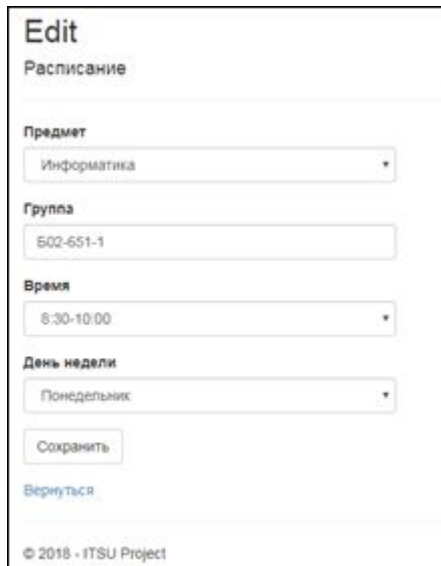 Edit
Расписание
Предмет
Информатика
Группа
Б02-651-1
Время
8:30-10:00
День недели
Понедельник
Сохранить
Вернуться
© 2018 - ITSU Project